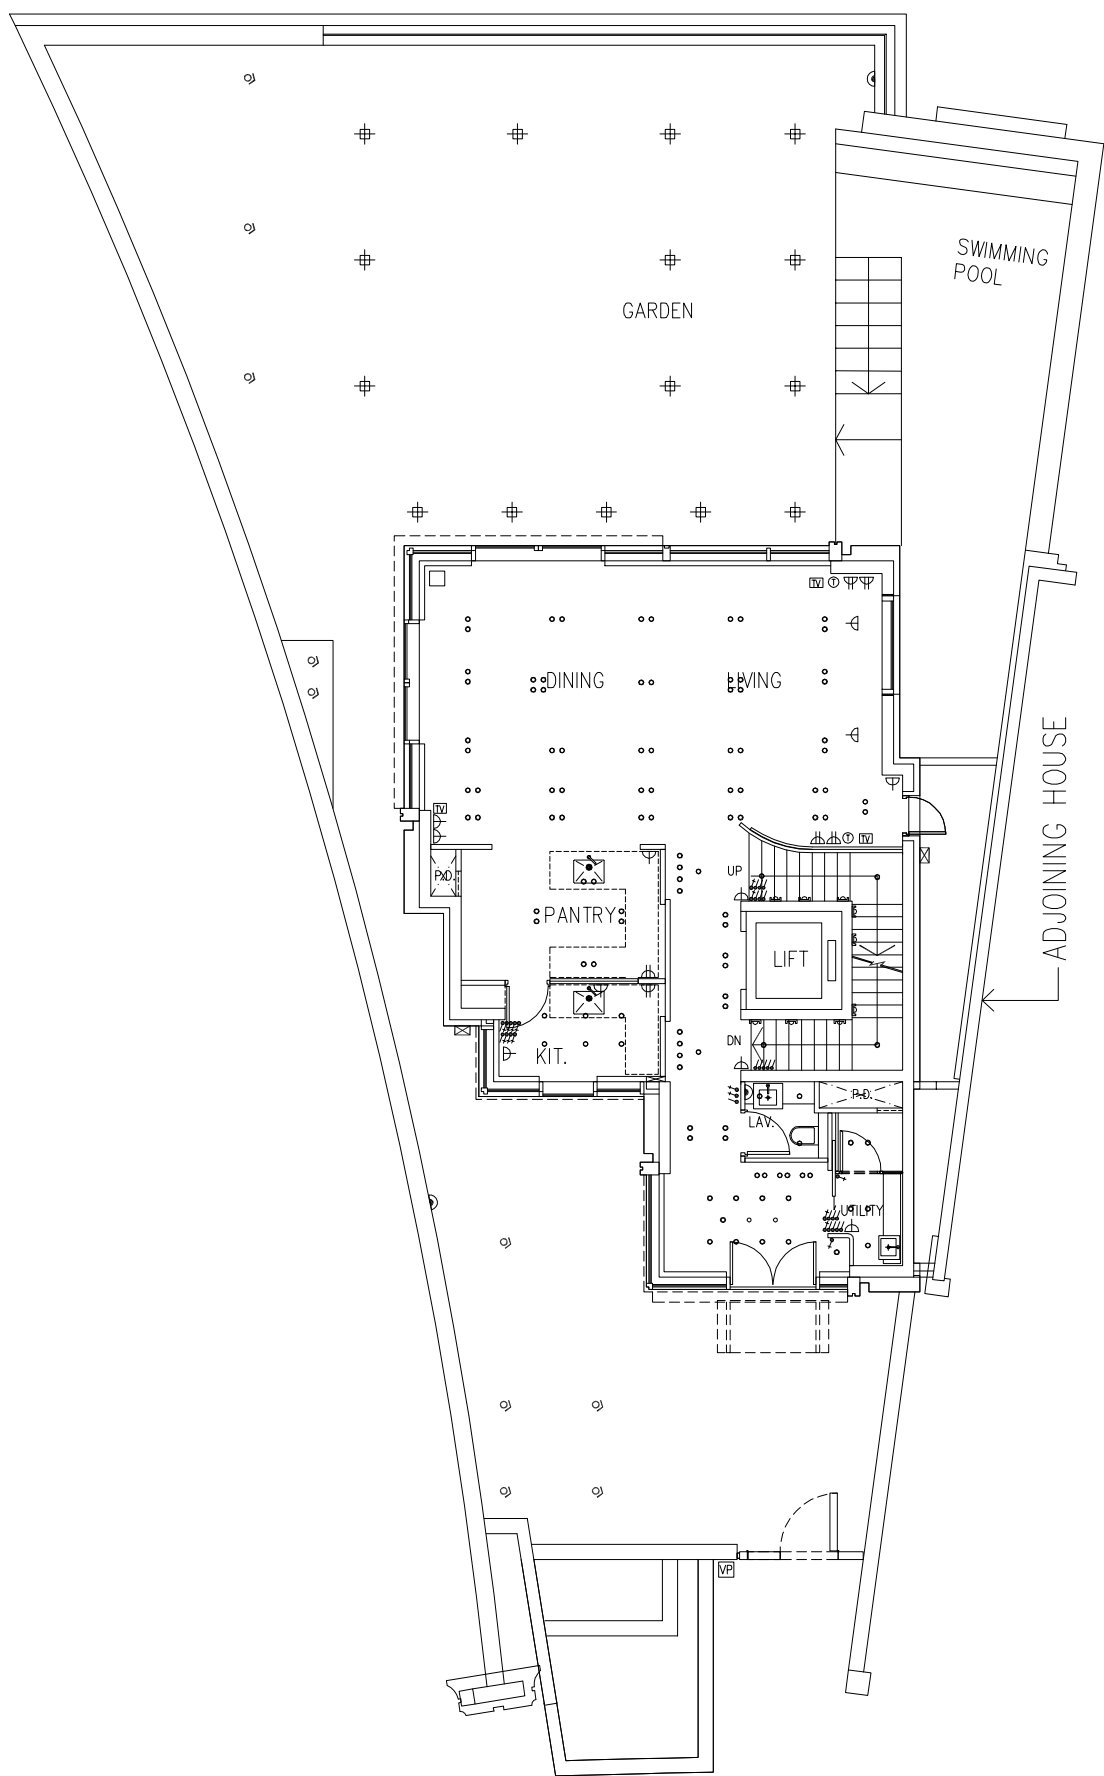 SWIMMING
POOL
GARDEN
TV
T
DINING
LIVING
ADJOINING HOUSE
TV
T
TV
P.D.
UP
PANTRY
LIFT
DN
KIT.
P.D.
LAV.
UTILITY
VP